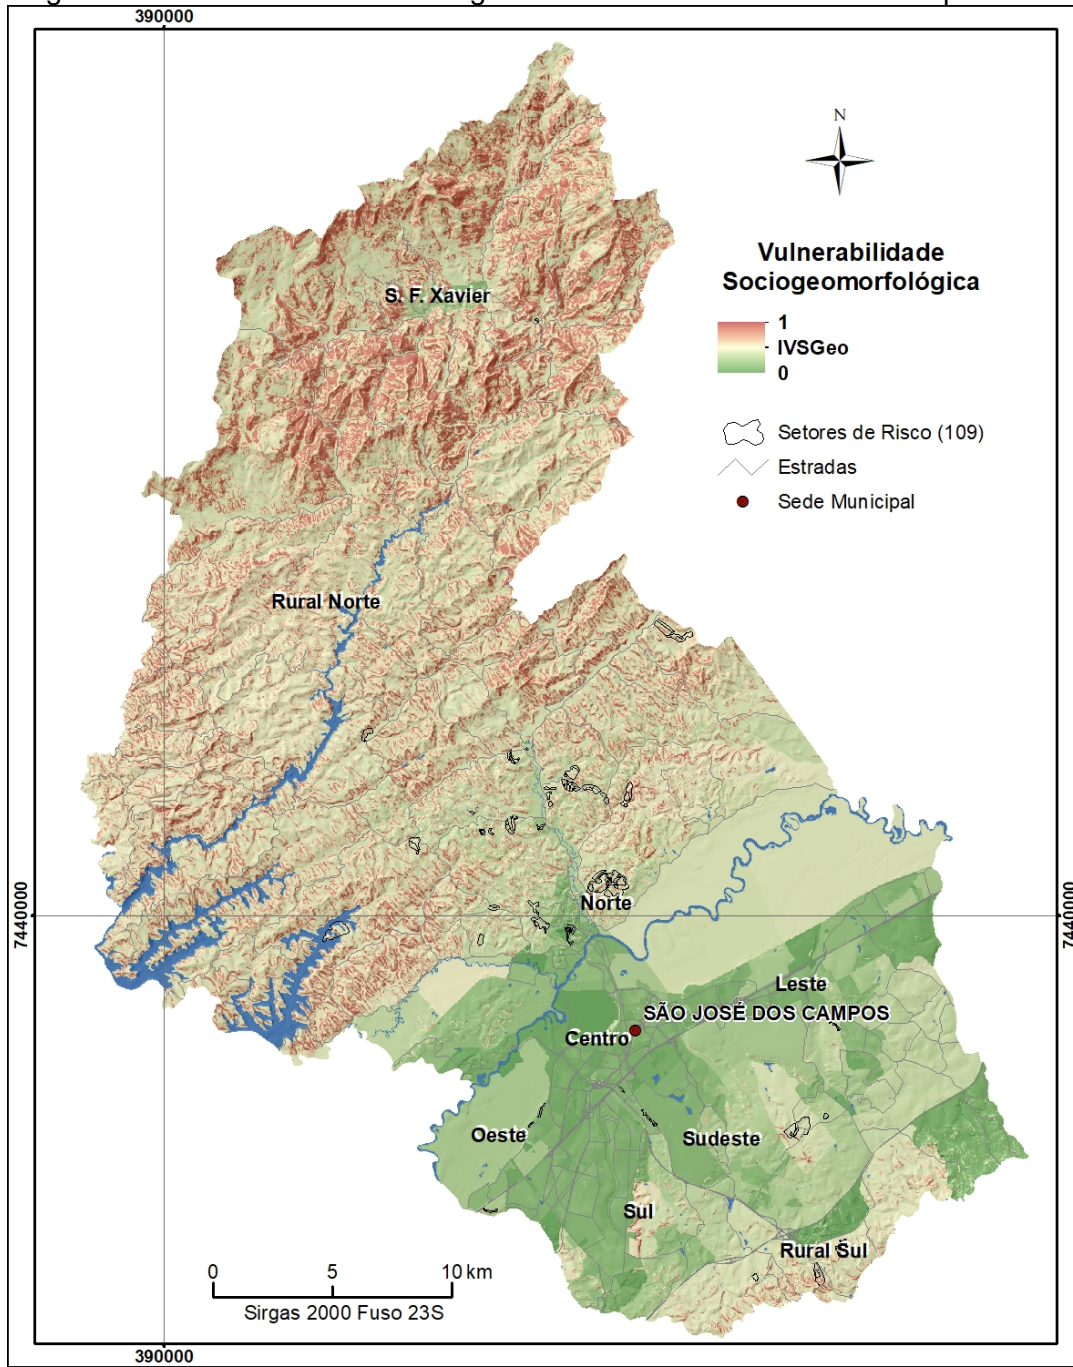 390000
N
Vulnerabilidade
Sociogeomorfológica
1
IVSGeo
0
Setores de Risco (109)
Estradas
Sede Municipal
S. F. Xavier
Rural Norte
Norte
7440000
7440000
Leste
SÃO JOSÉ DOS CAMPOS
Centro
Oeste
Sudeste
Sul
Rural Sul
0 5 10 km
Sirgas 2000 Fuso 23S
390000